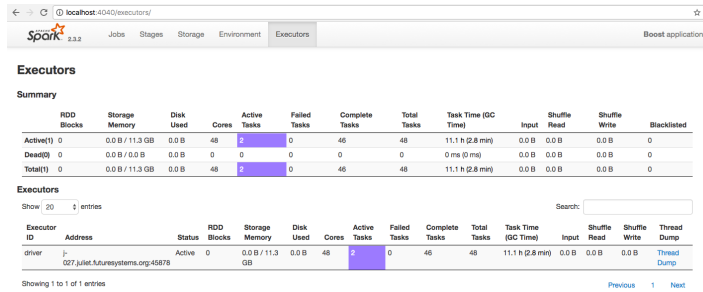 localhost:4040/executors/
APACHE Spark 2.3.2 Jobs Stages Storage Environment Executors Boost application
Executors
Summary
RDD Blocks Storage Memory Disk Used Cores Active Tasks Failed Tasks Complete Tasks Total Tasks Task Time (GC Time) Input Shuffle Read Shuffle Write Blacklisted
Active(1) 0 0.0 B / 11.3 GB 0.0 B 48 2 0 46 48 11.1 h (2.8 min) 0.0 B 0.0 B 0.0 B 0
Dead(0) 0 0.0 B / 0.0 B 0.0 B 0 0 0 0 0 0 ms (0 ms) 0.0 B 0.0 B 0.0 B 0
Total(1) 0 0.0 B / 11.3 GB 0.0 B 48 2 0 46 48 11.1 h (2.8 min) 0.0 B 0.0 B 0.0 B 0
Executors
Show 20 entries Search:
Executor ID Address Status RDD Blocks Storage Memory Disk Used Cores Active Tasks Failed Tasks Complete Tasks Total Tasks Task Time (GC Time) Input Shuffle Read Shuffle Write Thread Dump
driver j-027.juliet.futuresystems.org:45878 Active 0 0.0 B / 11.3 GB 0.0 B 48 2 0 46 48 11.1 h (2.8 min) 0.0 B 0.0 B 0.0 B Thread Dump
Showing 1 to 1 of 1 entries Previous 1 Next